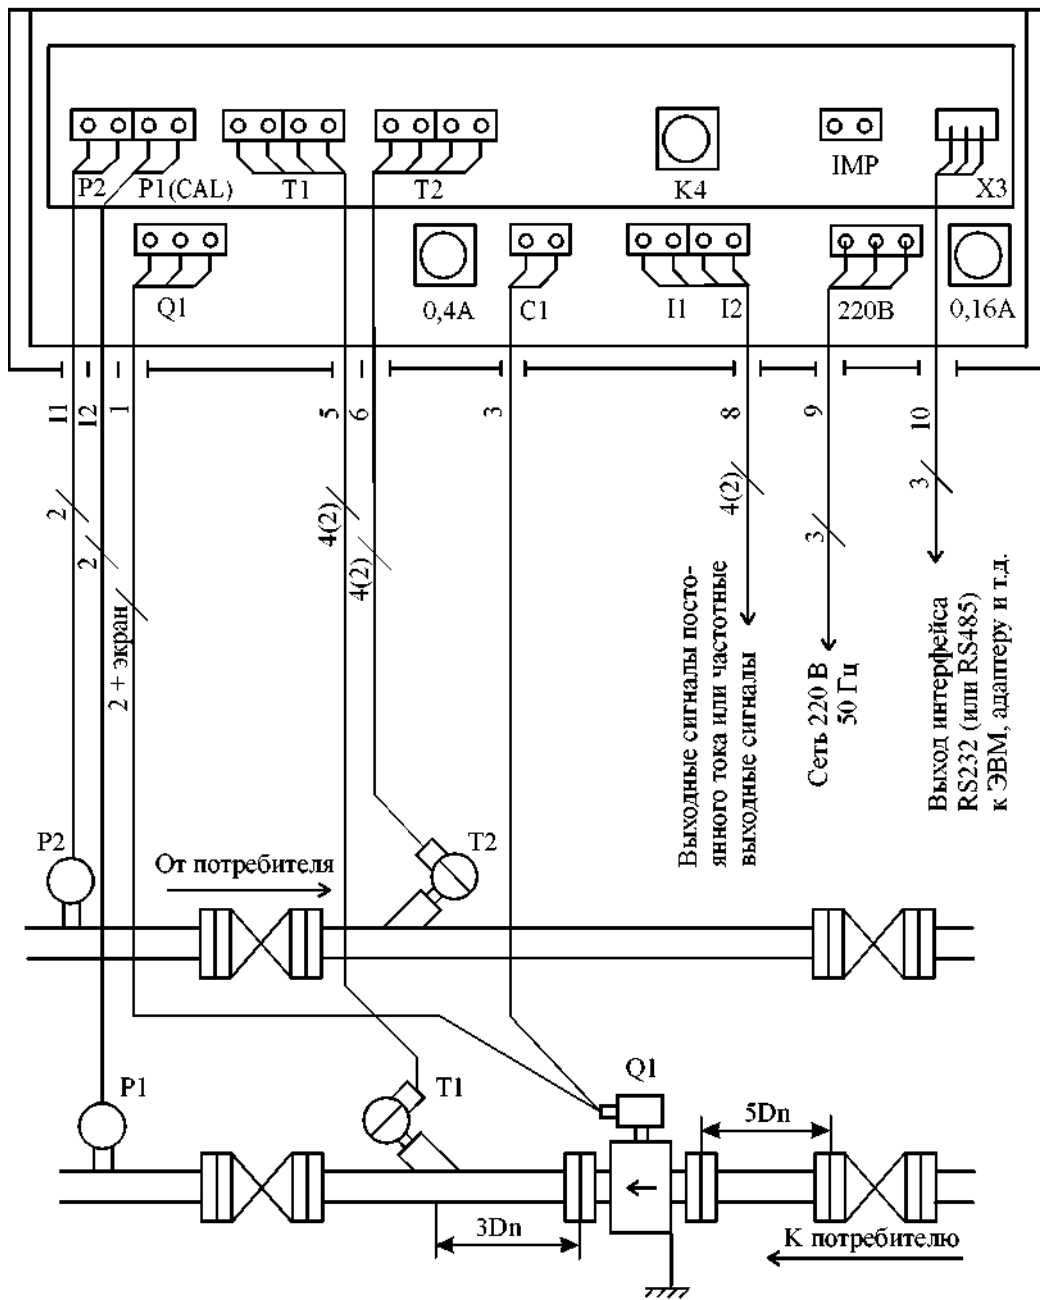 P2
P1(CAL)
T1
T2
K4
IMP
X3
Q1
0,4A
C1
I1
I2
220В
0,16A
11
12
1
5
6
3
8
9
10
2
2
2 + экран
4(2)
4(2)
4(2)
3
3
Выходные сигналы посто-
янного тока или частотные
выходные сигналы
Сеть 220 В
50 Гц
Выход интерфейса
RS232 (или RS485)
к ЭВМ, адаптеру и т.д.
P2
От потребителя
T2
P1
T1
Q1
5Dn
3Dn
К потребителю